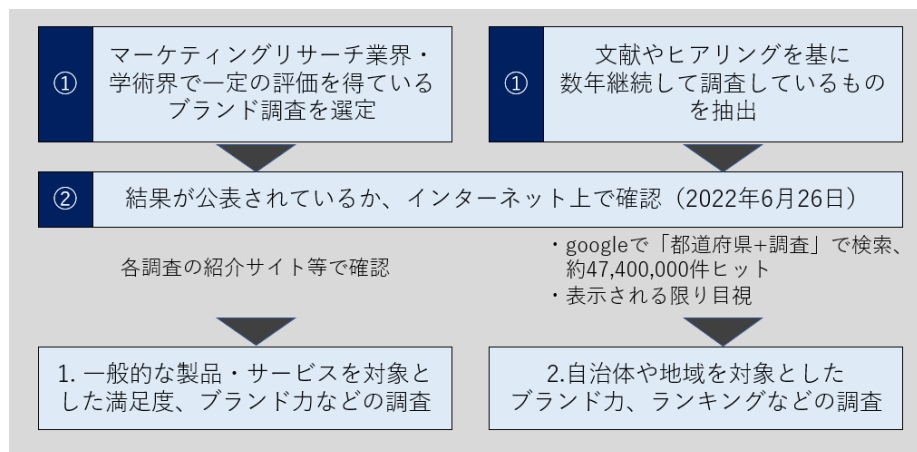 ①
マーケティングリサーチ業界・
学術界で一定の評価を得ている
ブランド調査を選定
①
文献やヒアリングを基に
数年継続して調査しているもの
を抽出
②
結果が公表されているか、インターネット上で確認（2022年6月26日）
各調査の紹介サイト等で確認
・googleで「都道府県+調査」で検索、
約47,400,000件ヒット
・表示される限り目視
1. 一般的な製品・サービスを対象と
した満足度、ブランド力などの調査
2.自治体や地域を対象とした
ブランド力、ランキングなどの調査